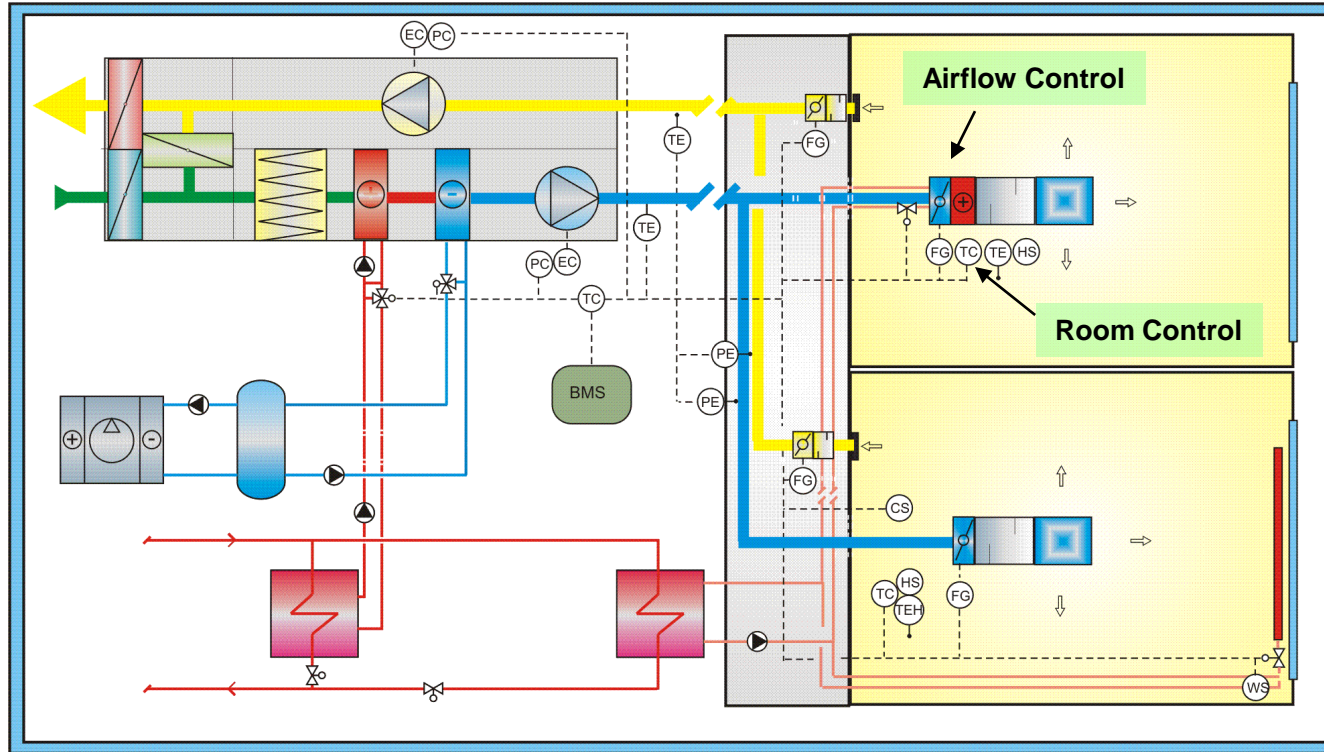 EC PC
Airflow Control
TE
FG
TE
FG TC TE HS
PC EC
TC
Room Control
PE
BMS
PE
FG
CS
HS
TC
TEH
FG
WS